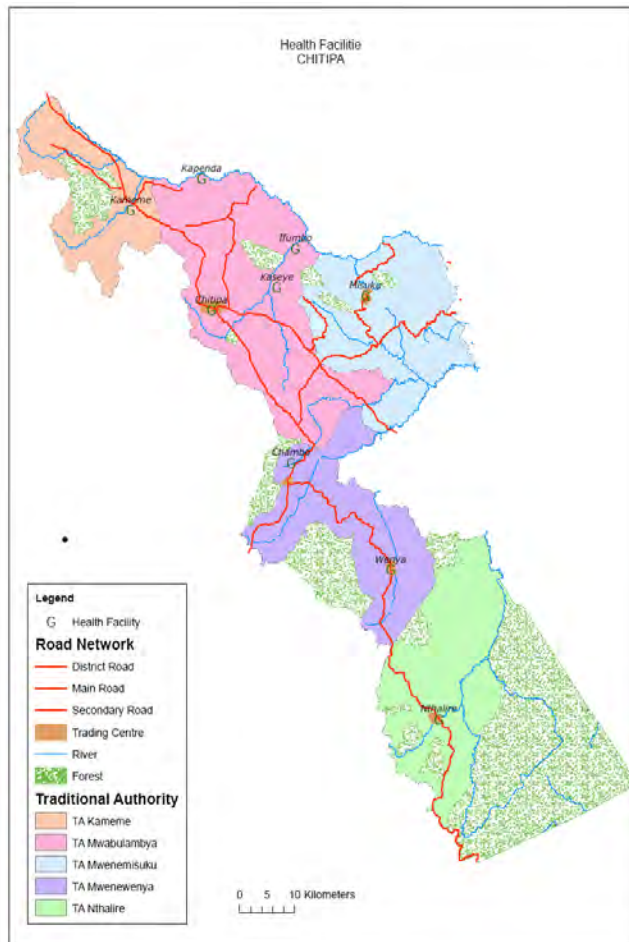 Health Facilitie
CHITIPA
Kapenda
G
Kameme
G
Ifumbo
G
Kaseye
G
Misuku
G
Chitipa
G
Chambo
G
Wenya
G
Nthalire
G
Legend
G Health Facility
Road Network
District Road
Main Road
Secondary Road
Trading Centre
River
Forest
Traditional Authority
TA Kameme
TA Mwabulambya
TA Mwenemisuku
TA Mwenewenya
TA Nthalire
0 5 10 Kilometers